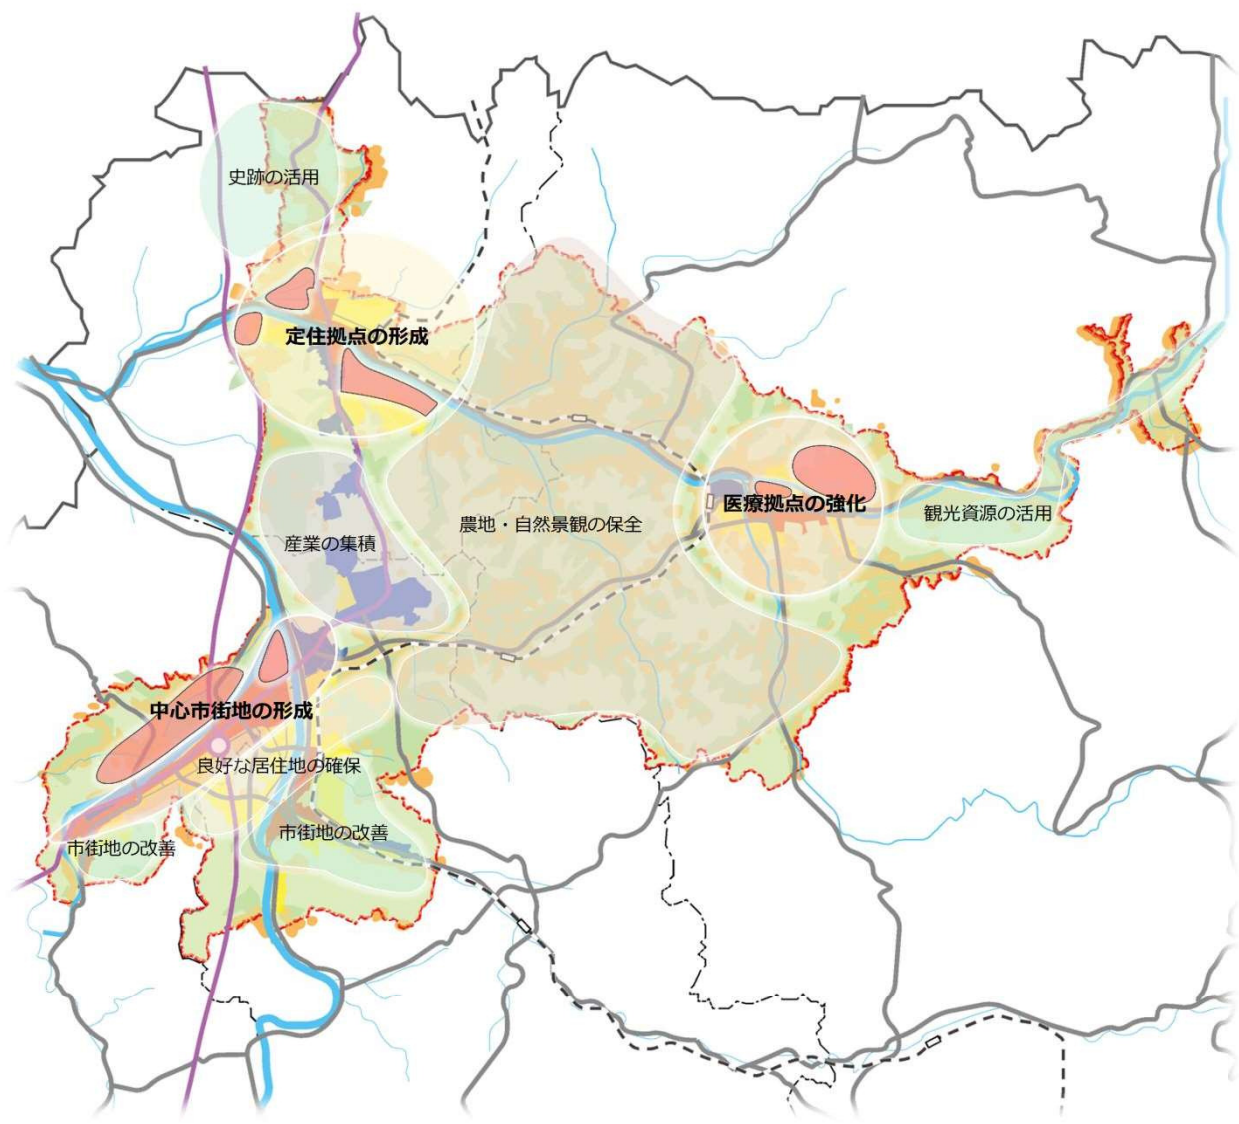 史跡の活用
定住拠点の形成
医療拠点の強化
観光資源の活用
農地・自然景観の保全
産業の集積
中心市街地の形成
良好な居住地の確保
市街地の改善
市街地の改善